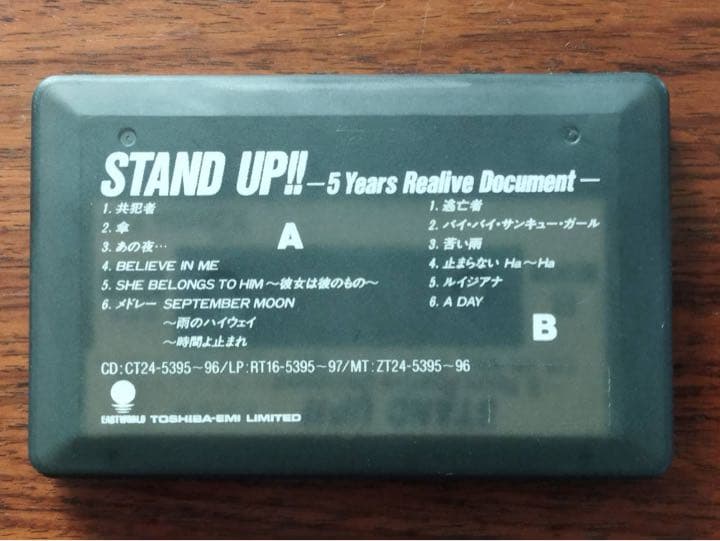 STAND UP!! —5 Years Realive Document—
A
1. 共犯者
2. 傘
3. あの夜…
4. BELIEVE IN ME
5. SHE BELONGS TO HIM〜彼女は彼のもの〜
6. メドレー SEPTEMBER MOON
〜雨のハイウェイ
〜時間よ止まれ
B
1. 逃亡者
2. バイ・バイ・サンキュー・ガール
3. 苦い雨
4. 止まらない Ha〜Ha
5. ルイジアナ
6. A DAY
CD:CT24-5395〜96/LP:RT16-5395〜97/MT:ZT24-5395〜96
EASTWORLD TOSHIBA-EMI LIMITED